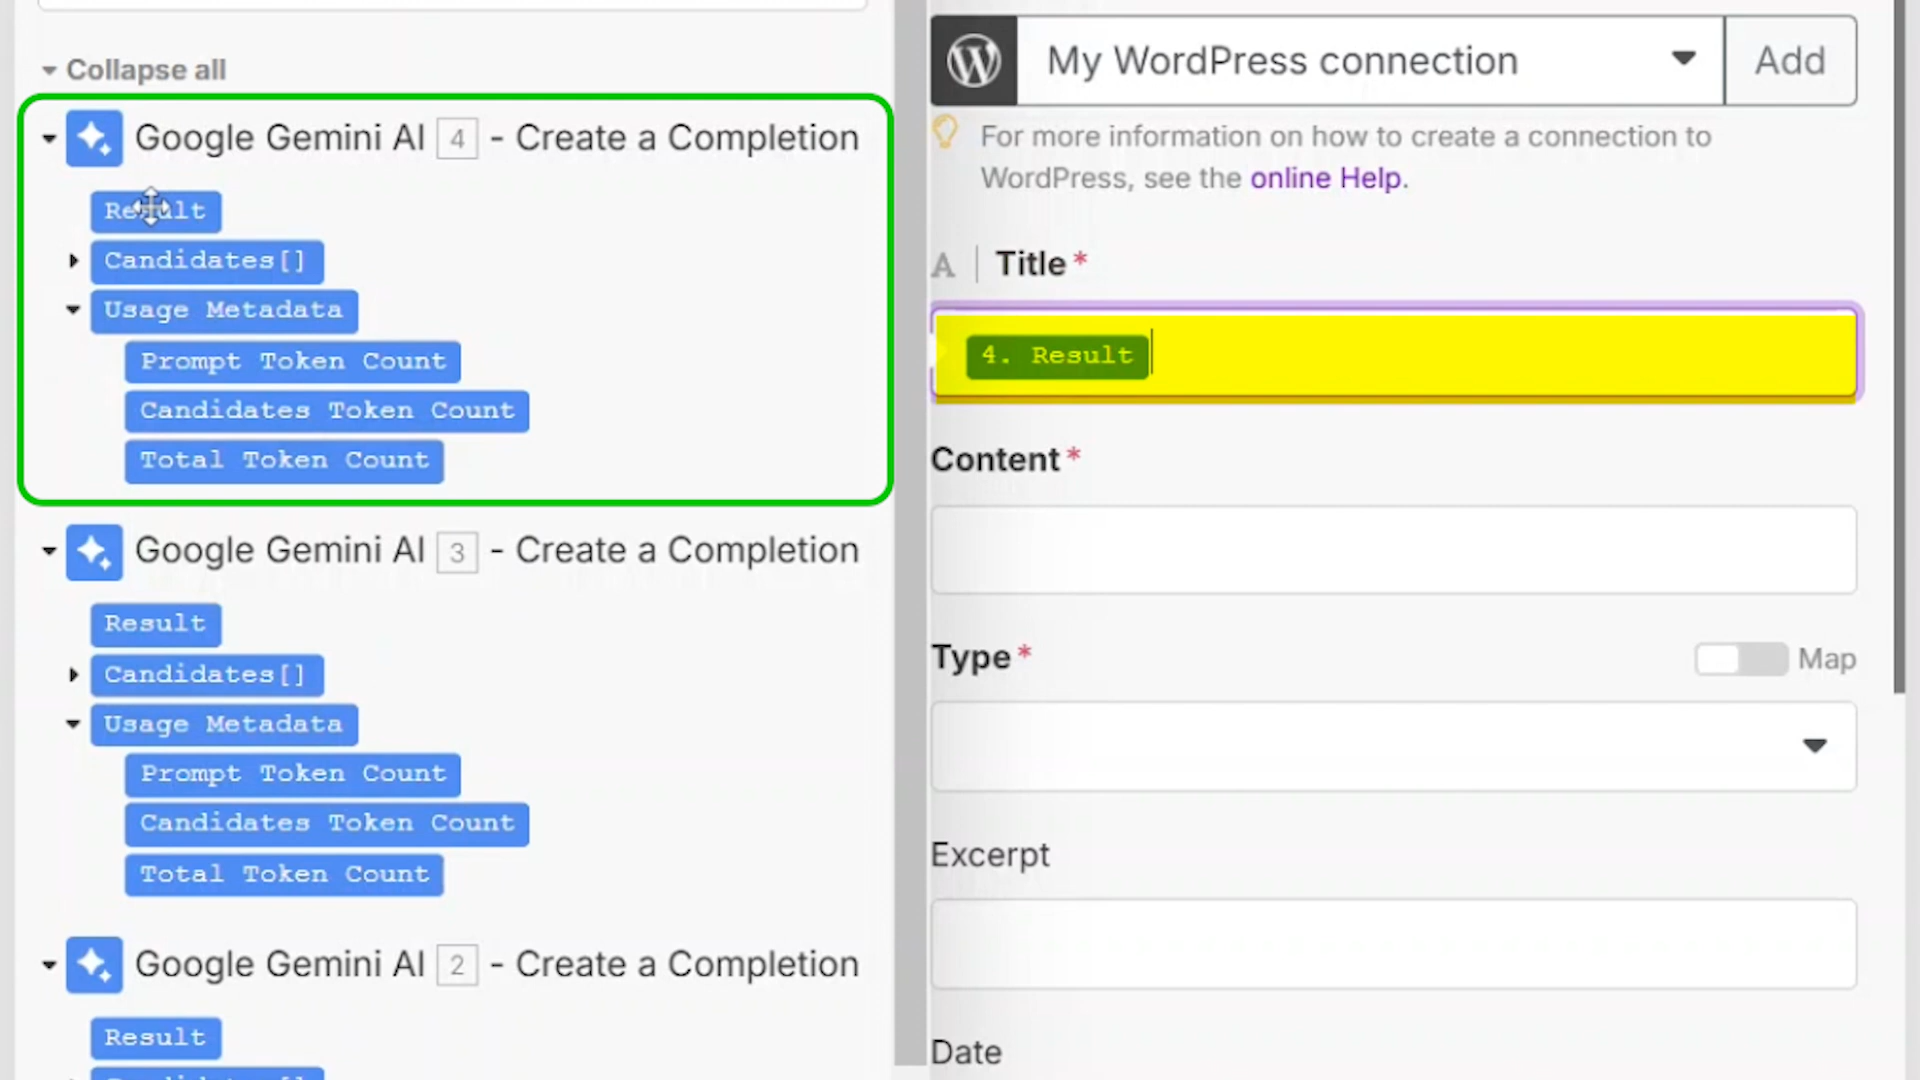 Collapse all
Google Gemini AI 4 - Create a Completion
Result
Candidates[]
Usage Metadata
Prompt Token Count
Candidates Token Count
Total Token Count
Google Gemini AI 3 - Create a Completion
Result
Candidates[]
Usage Metadata
Prompt Token Count
Candidates Token Count
Total Token Count
Google Gemini AI 2 - Create a Completion
Result
My WordPress connection
Add
For more information on how to create a connection to
WordPress, see the online Help.
A Title *
4. Result
Content *
Type *
Map
Excerpt
Date